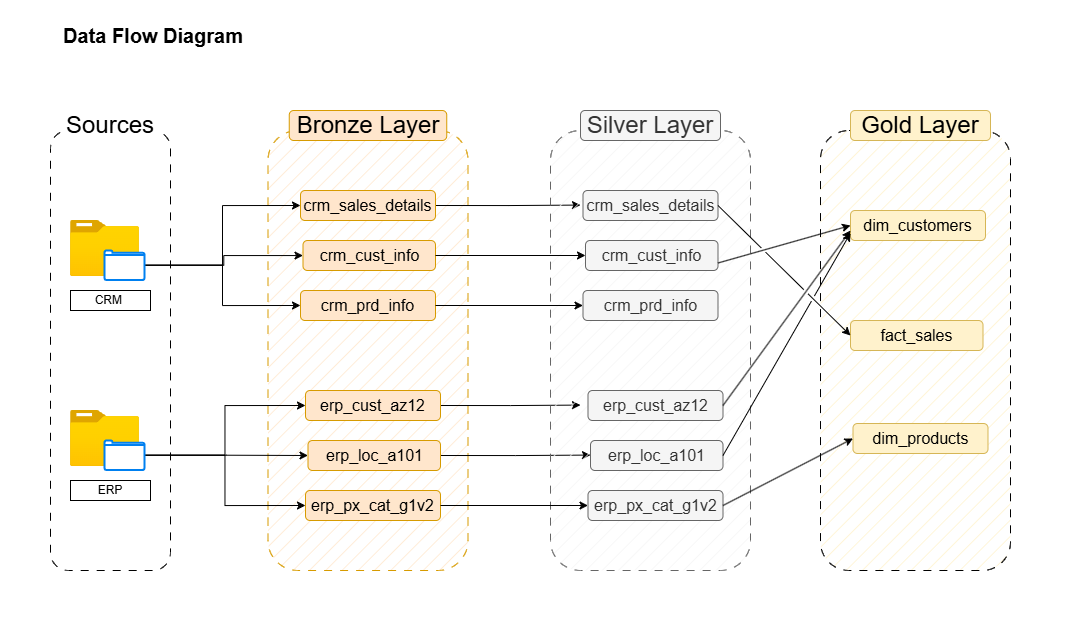 Data Flow Diagram
Sources
Bronze Layer
Silver Layer
Gold Layer
crm_sales_details
crm_sales_details
dim_customers
crm_cust_info
crm_cust_info
CRM
crm_prd_info
crm_prd_info
fact_sales
erp_cust_az12
erp_cust_az12
dim_products
erp_loc_a101
erp_loc_a101
ERP
erp_px_cat_g1v2
erp_px_cat_g1v2